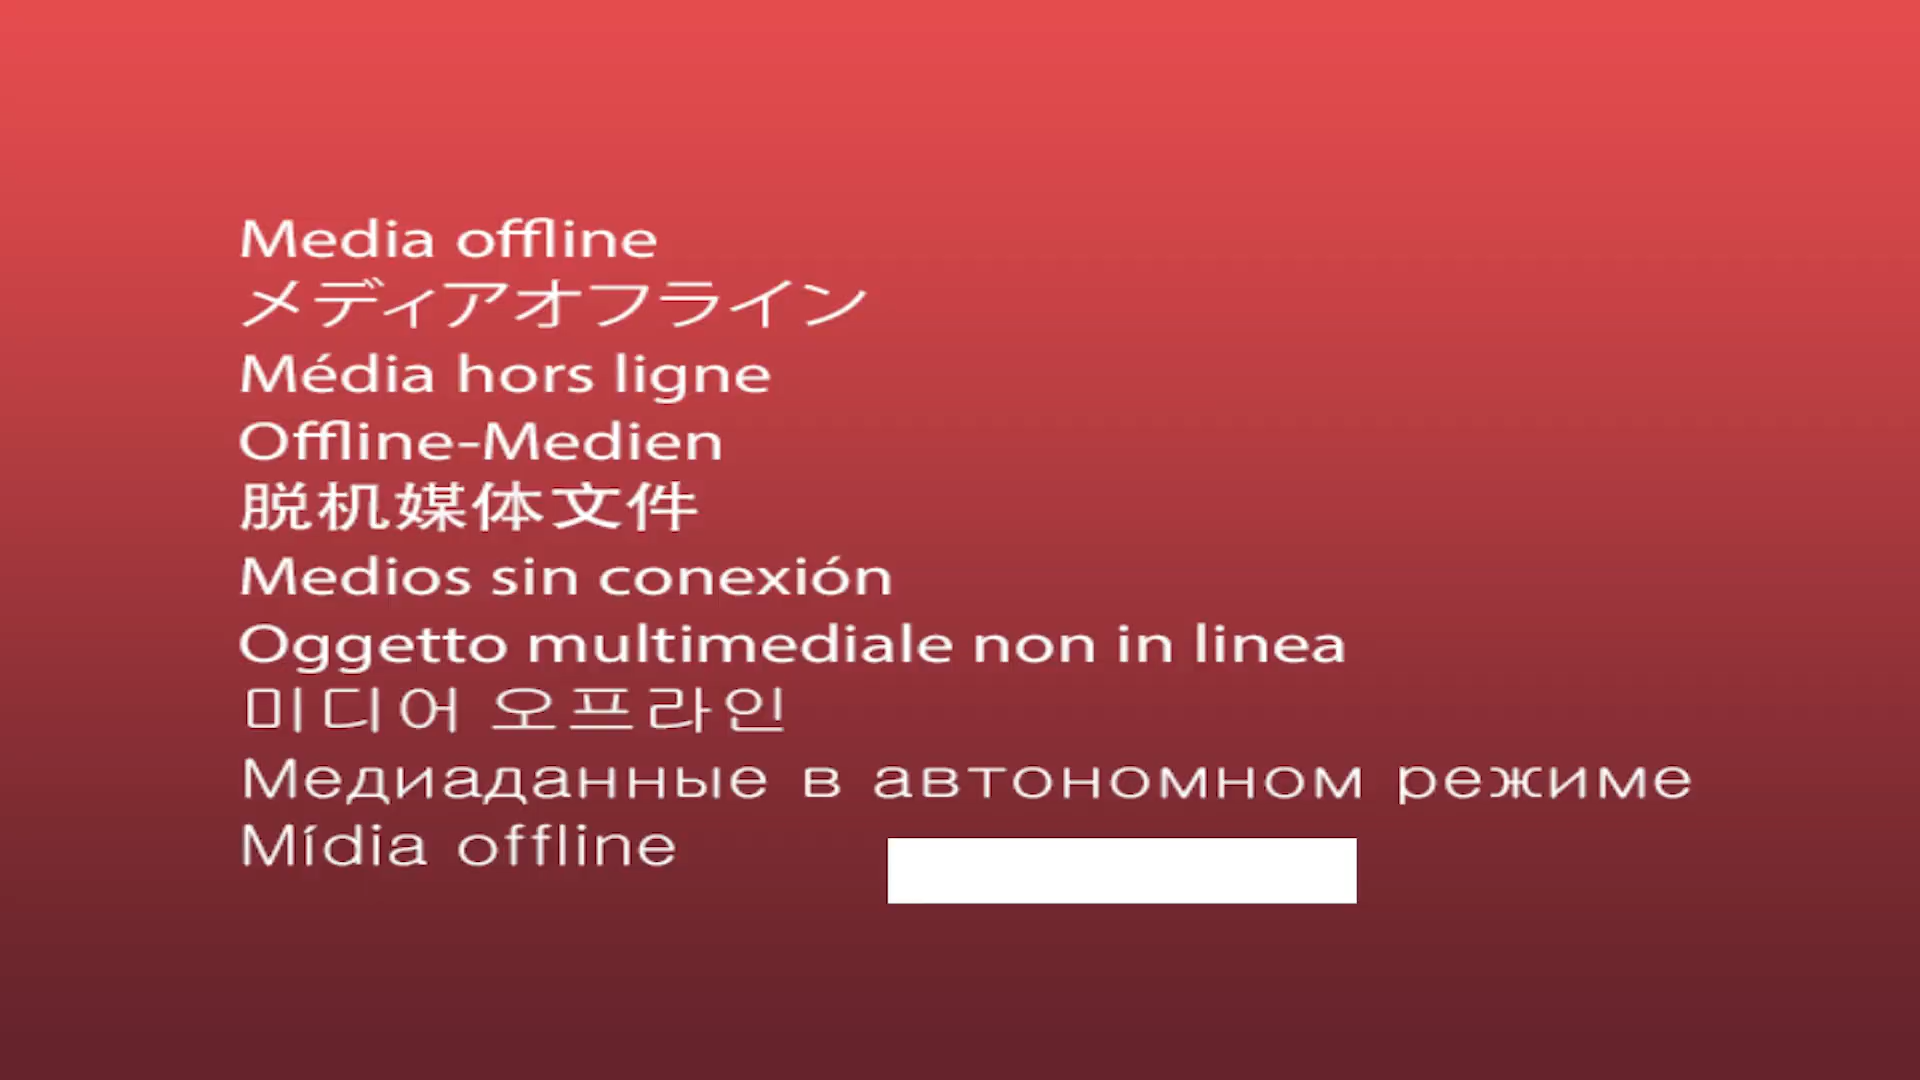 Media offline
メディアオフライン
Média hors ligne
Offline-Medien
脱机媒体文件
Medios sin conexión
Oggetto multimediale non in linea
미디어 오프라인
Медиаданные в автономном режиме
Mídia offline